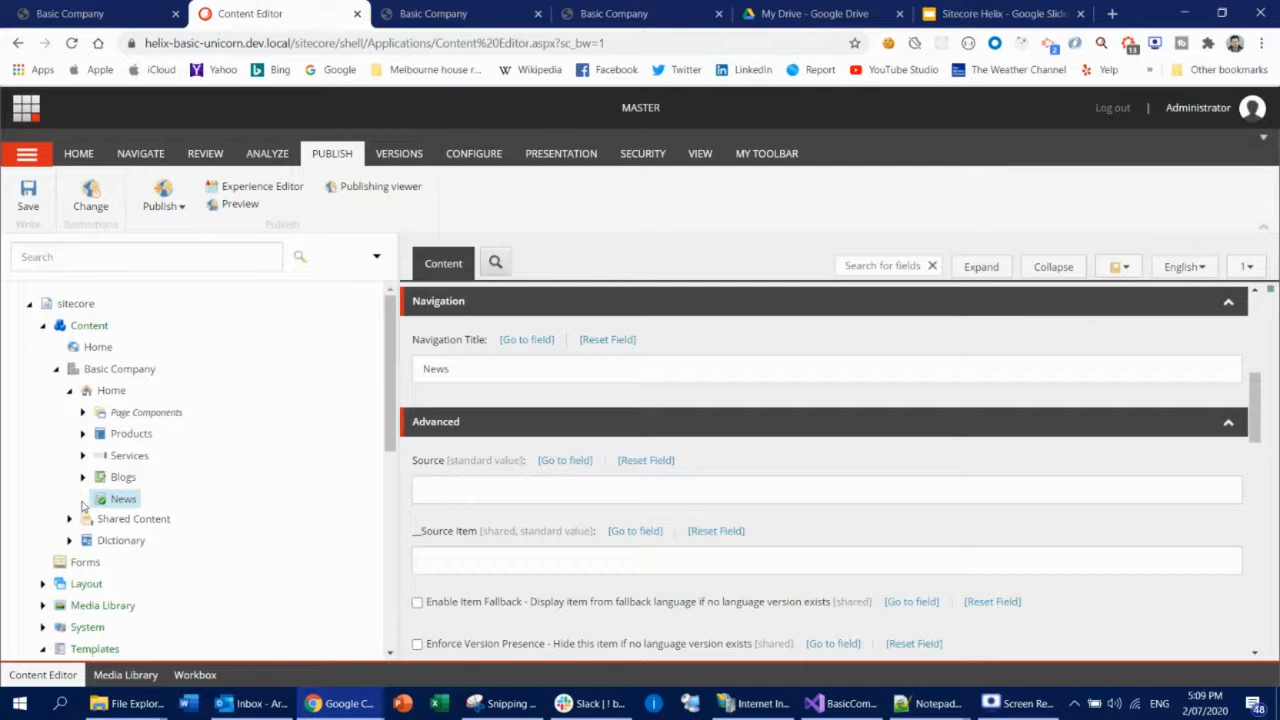 Basic Company
Content Editor
Basic Company
Basic Company
My Drive - Google Drive
Sitecore Helix - Google Slide
helix-basic-unicorn.dev.local/sitecore/shell/Applications/Content%20Editor.aspx?sc_bw=1
2
13
Apps
Apple
iCloud
Yahoo
Bing
Google
Melbourne house r...
Wikipedia
Facebook
Twitter
LinkedIn
Report
YouTube Studio
The Weather Channel
Yelp
»
Other bookmarks
MASTER
Log out
Administrator
HOME
NAVIGATE
REVIEW
ANALYZE
PUBLISH
VERSIONS
CONFIGURE
PRESENTATION
SECURITY
VIEW
MY TOOLBAR
Save
Write
Change
Restrictions
Publish
Experience Editor
Preview
Publishing viewer
Publish
Search
Content
Search for fields
Expand
Collapse
English
1
sitecore
Content
Home
Basic Company
Home
Page Components
Products
Services
Blogs
News
Shared Content
Dictionary
Forms
Layout
Media Library
System
Templates
Navigation
Navigation Title: [Go to field] [Reset Field]
News
Advanced
Source [standard value]: [Go to field] [Reset Field]
__Source Item [shared, standard value]: [Go to field] [Reset Field]
Enable Item Fallback - Display item from fallback language if no language version exists [shared] [Go to field] [Reset Field]
Enforce Version Presence - Hide this item if no language version exists [shared] [Go to field] [Reset Field]
Content Editor
Media Library
Workbox
File Explor...
Inbox - Ar...
Google C...
Snipping ...
Slack | ! b...
Internet In...
BasicCom...
Notepad...
Screen Re...
ENG
5:09 PM
2/07/2020
48